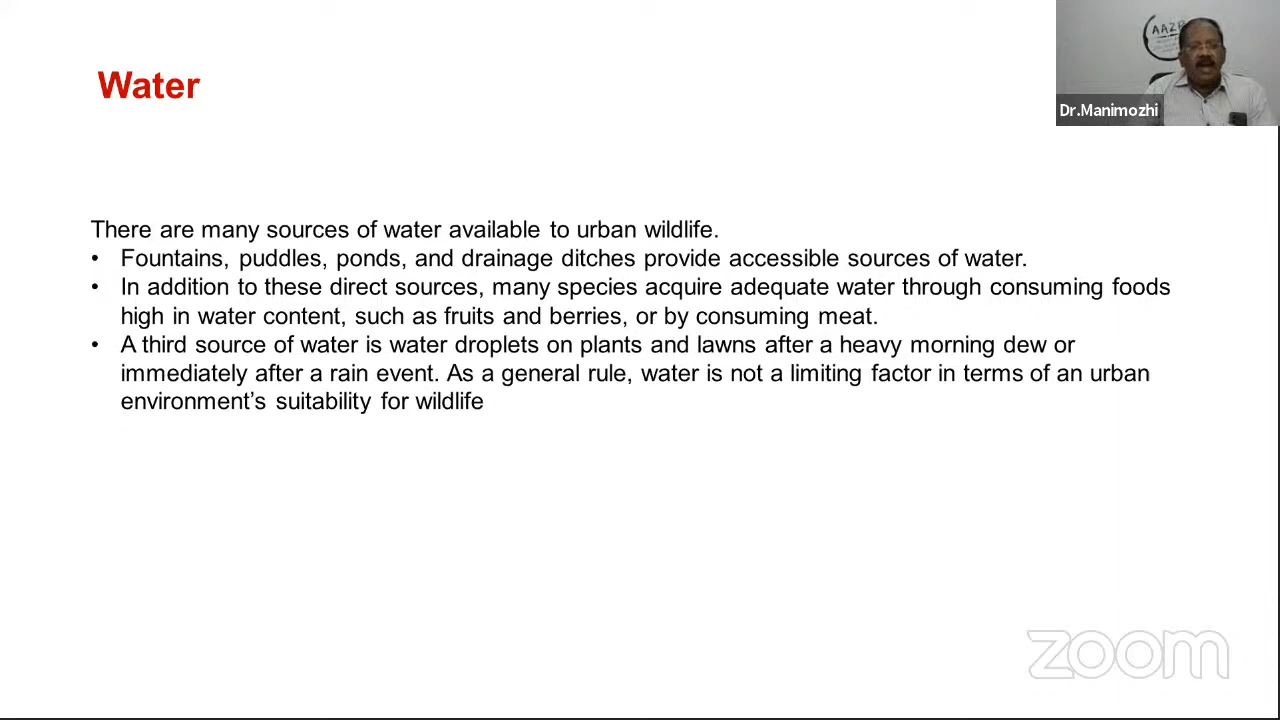 Water
AAZP
Dr.Manimozhi
There are many sources of water available to urban wildlife.
• Fountains, puddles, ponds, and drainage ditches provide accessible sources of water.
• In addition to these direct sources, many species acquire adequate water through consuming foods
high in water content, such as fruits and berries, or by consuming meat.
• A third source of water is water droplets on plants and lawns after a heavy morning dew or
immediately after a rain event. As a general rule, water is not a limiting factor in terms of an urban
environment’s suitability for wildlife
zoom